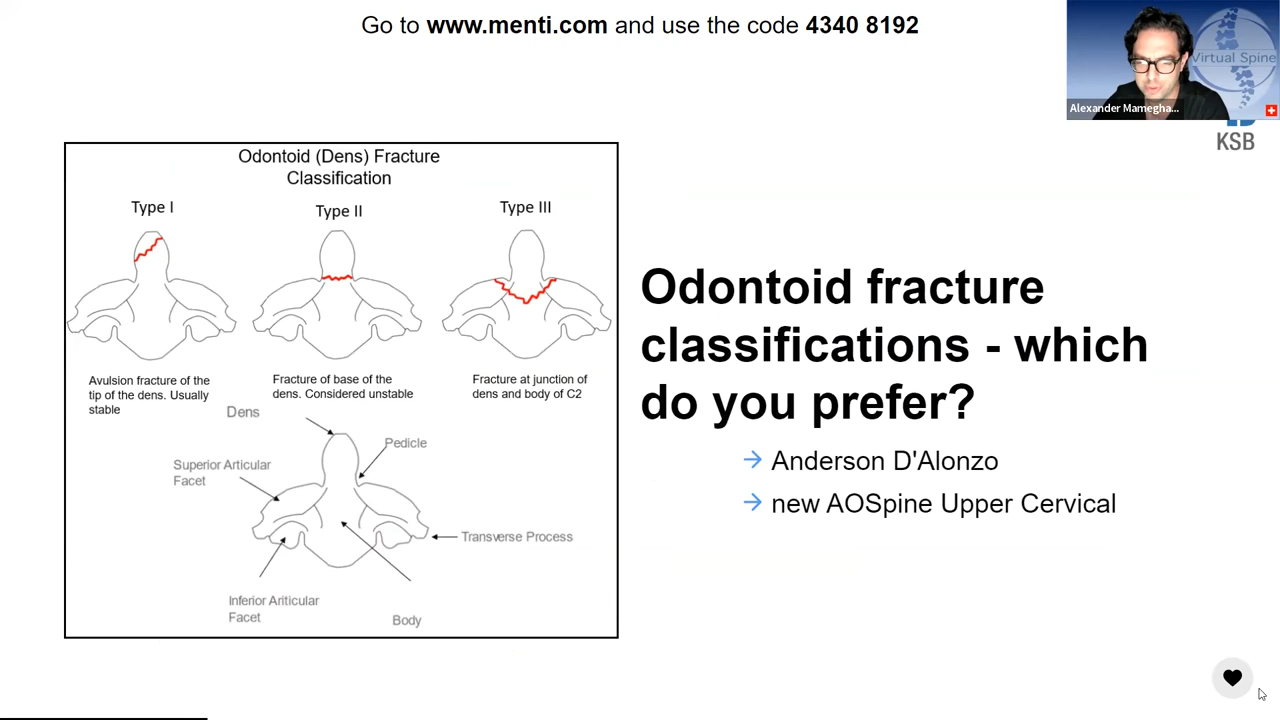 Go to www.menti.com and use the code 4340 8192
Virtual Spine
Alexander Mamegha...
KSB
Odontoid (Dens) Fracture
Classification
Type I
Type II
Type III
Avulsion fracture of the
tip of the dens. Usually
stable
Fracture of base of the
dens. Considered unstable
Fracture at junction of
dens and body of C2
Dens
Pedicle
Superior Articular
Facet
Transverse Process
Inferior Ariticular
Facet
Body
Odontoid fracture
classifications - which
do you prefer?
→ Anderson D'Alonzo
→ new AOSpine Upper Cervical